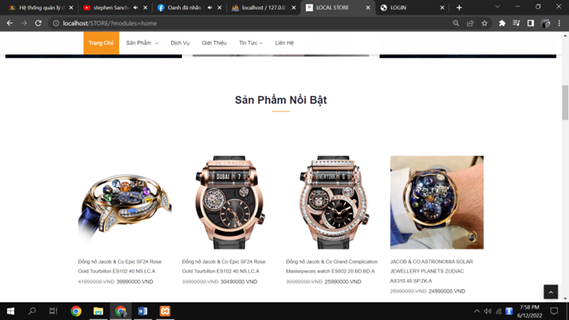 Hệ thống quản lý đ
stephen Sanch
Oanh đã nhắn
localhost / 127.0.0
LOCAL STORE
LOGIN
localhost/STORE/?modules=home
Trang Chủ
Sản Phẩm
Dịch Vụ
Giới Thiệu
Tin Tức
Liên Hệ
Sản Phẩm Nổi Bật
DUBAI 7
Đồng hồ Jacob & Co Epic SF24 Rose
Gold Tourbillon ES102.40.NS.LC.A
41990000.VND 39990000.VND
Đồng hồ Jacob & Co Epic SF24 Rose
Gold Tourbillon ES102.40.NS.LC.A
33990000.VND 30490000.VND
Đồng hồ Jacob & Co Grand Complication
Masterpieces watch ES802.20.BD.BD.A
30990000.VND 25990000.VND
JACOB & CO ASTRONOMIA SOLAR
JEWELLERY PLANETS ZODIAC
AS310.40.SP.ZK.A
25990000.VND 24990000.VND
7:58 PM
6/12/2022